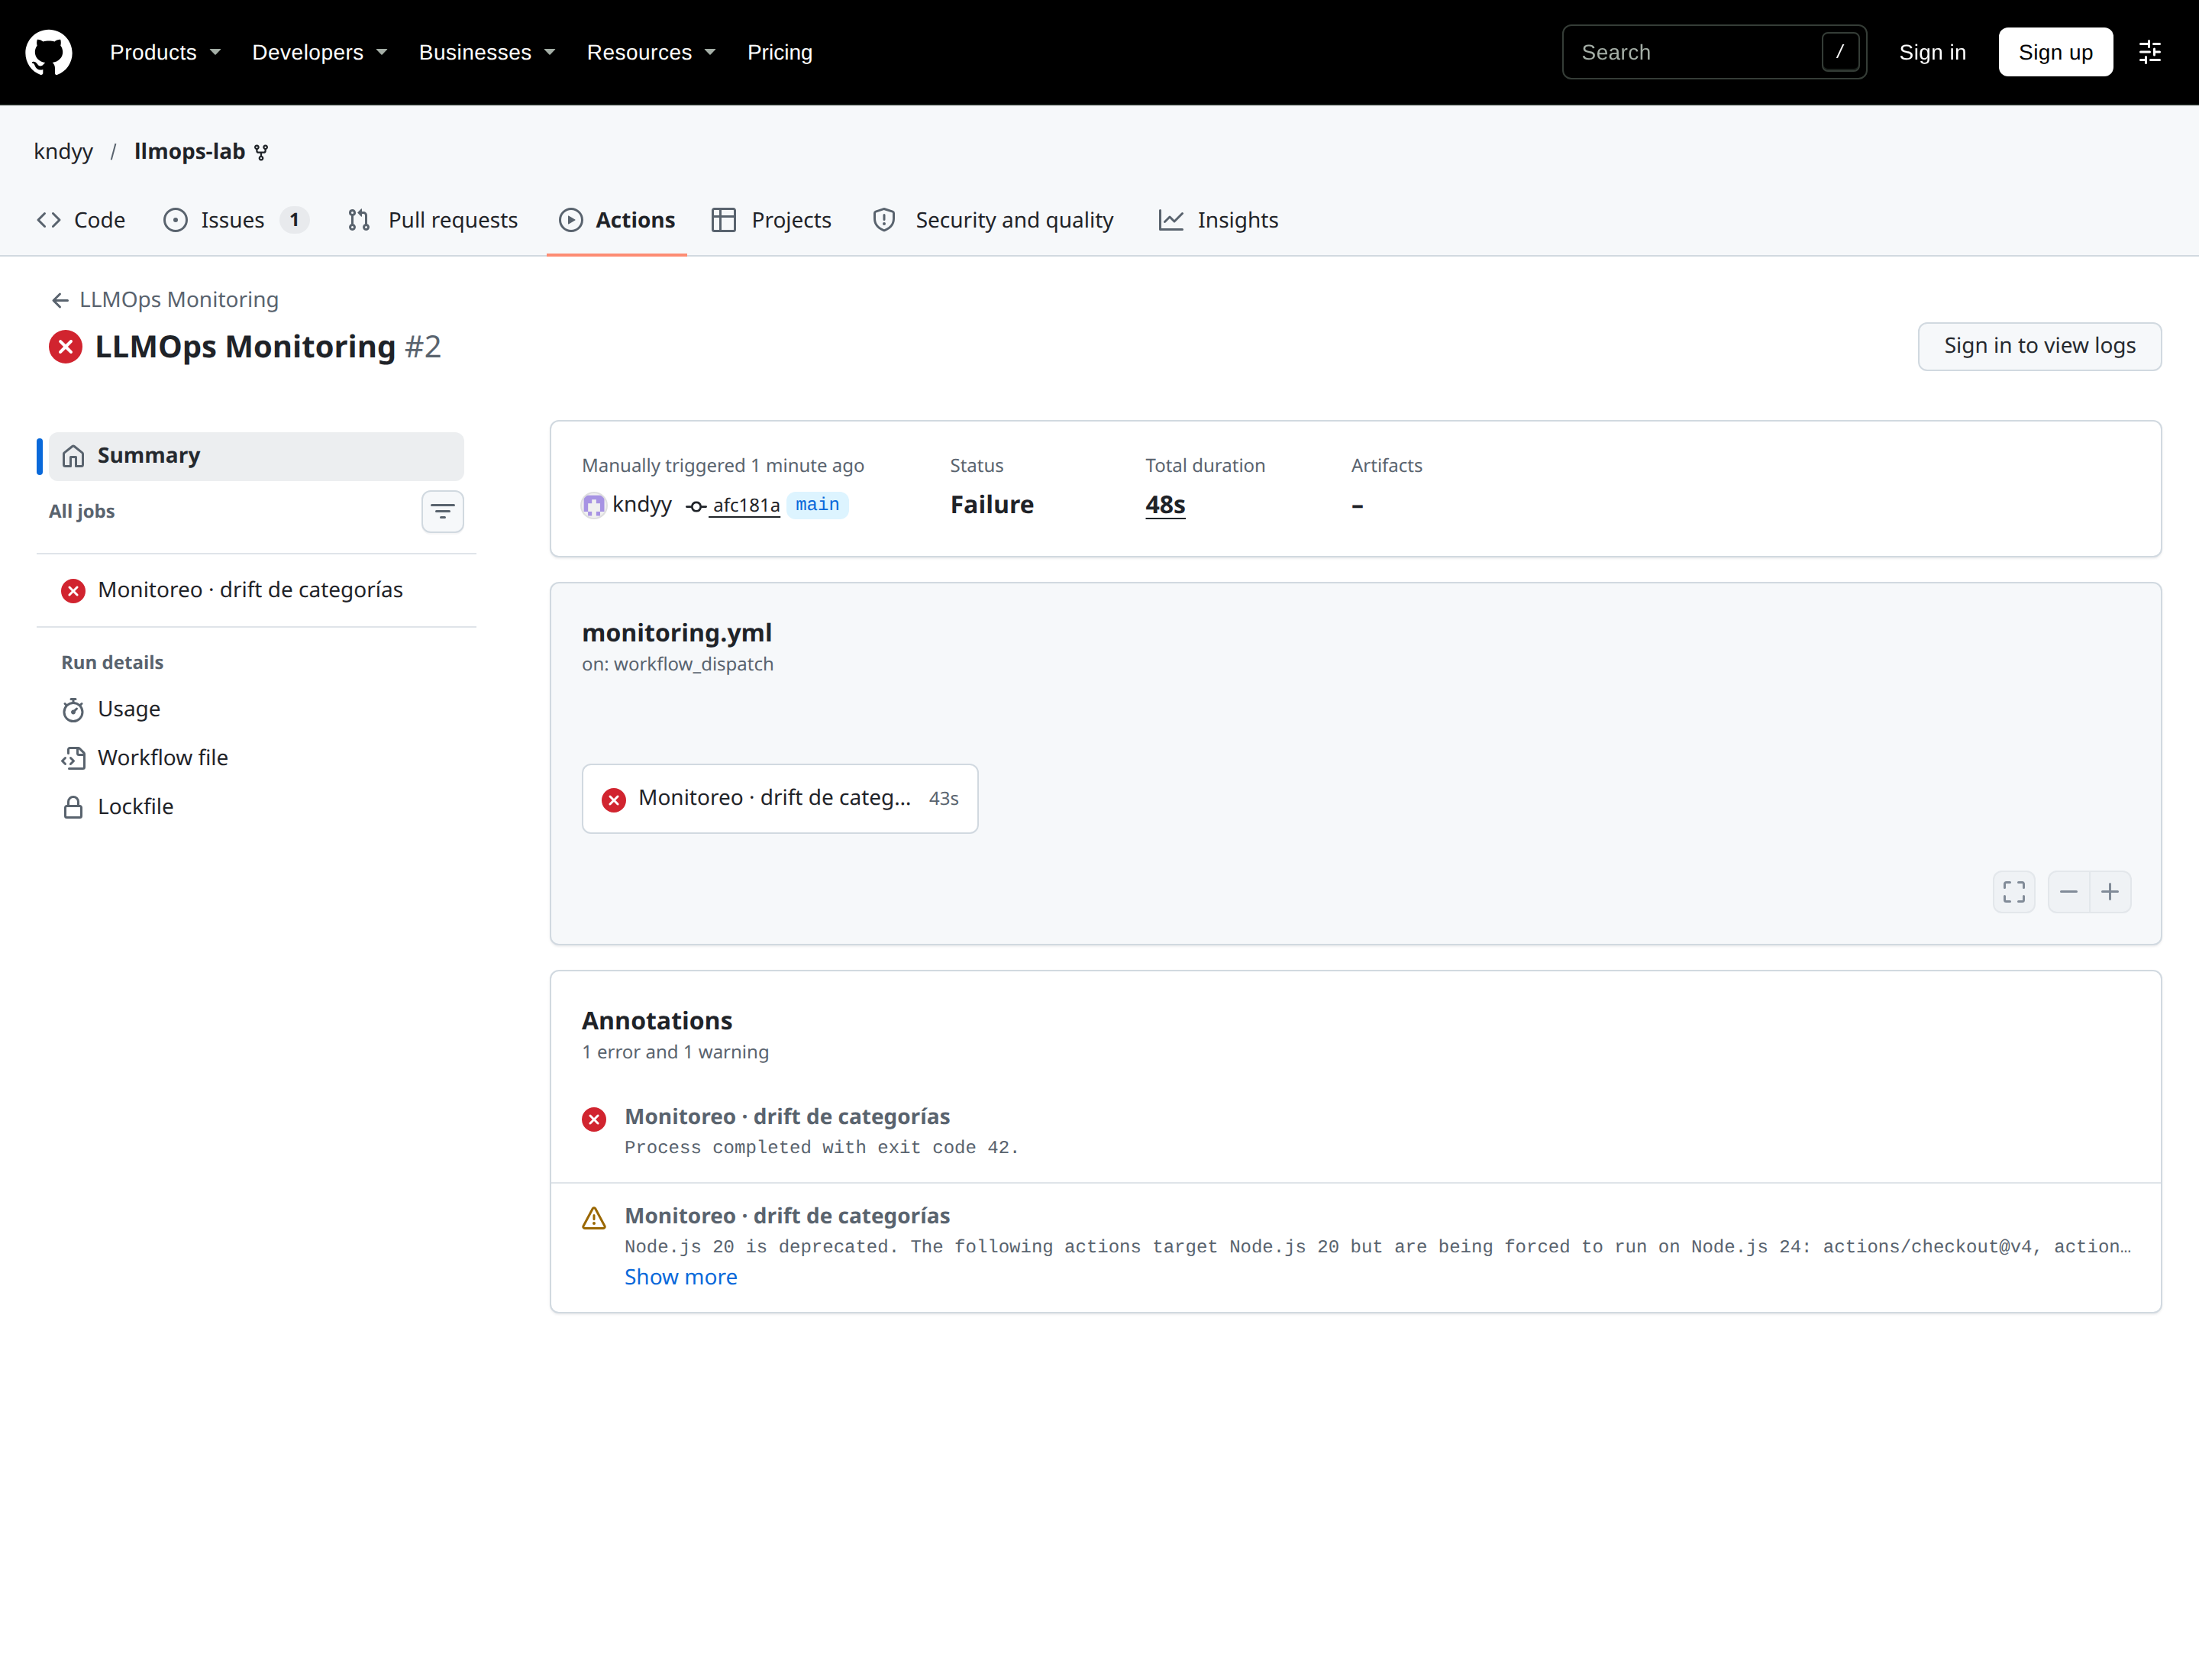 Products Developers Businesses Resources Pricing Search / Sign in Sign up
kndyy / llmops-lab
Code Issues 1 Pull requests Actions Projects Security and quality Insights
LLMOps Monitoring
LLMOps Monitoring #2
Sign in to view logs
Summary
All jobs
Monitoreo · drift de categorías
Run details
Usage
Workflow file
Lockfile
Manually triggered 1 minute ago Status Total duration Artifacts
kndyy afc181a main Failure 48s –
monitoring.yml
on: workflow_dispatch
Monitoreo · drift de categ... 43s
Annotations
1 error and 1 warning
Monitoreo · drift de categorías
Process completed with exit code 42.
Monitoreo · drift de categorías
Node.js 20 is deprecated. The following actions target Node.js 20 but are being forced to run on Node.js 24: actions/checkout@v4, action…
Show more